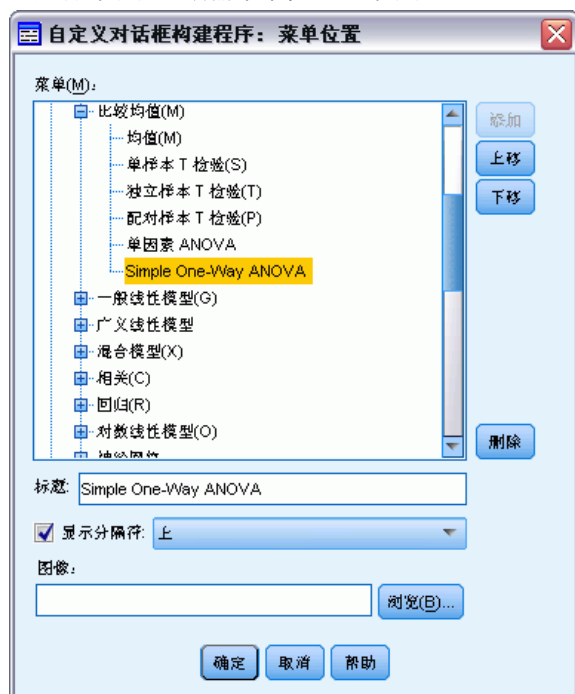 自定义对话框构建程序：菜单位置
菜单(M)：
比较均值(M)
均值(M)
单样本 T 检验(S)
独立样本 T 检验(T)
配对样本 T 检验(P)
单因素 ANOVA
Simple One-Way ANOVA
一般线性模型(G)
广义线性模型
混合模型(X)
相关(C)
回归(R)
对数线性模型(O)
添加
上移
下移
删除
标题: Simple One-Way ANOVA
显示分隔符: 上
图像：
浏览(B)...
确定 取消 帮助